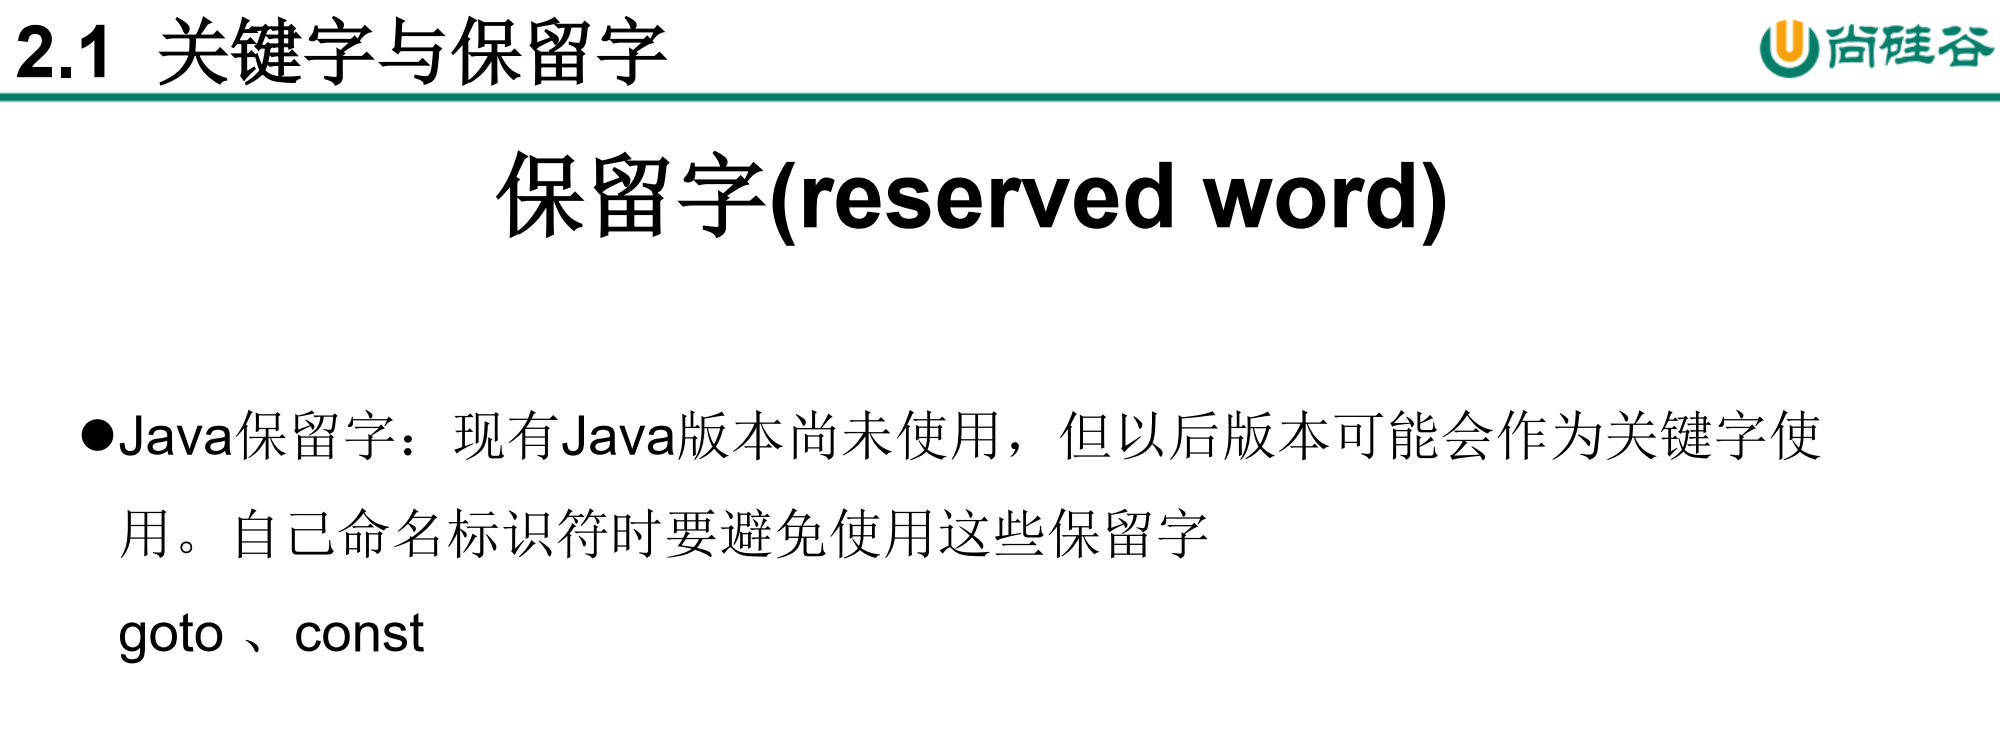 2.1 关键字与保留字
尚硅谷
保留字(reserved word)
●Java保留字：现有Java版本尚未使用，但以后版本可能会作为关键字使
用。自己命名标识符时要避免使用这些保留字
goto 、const